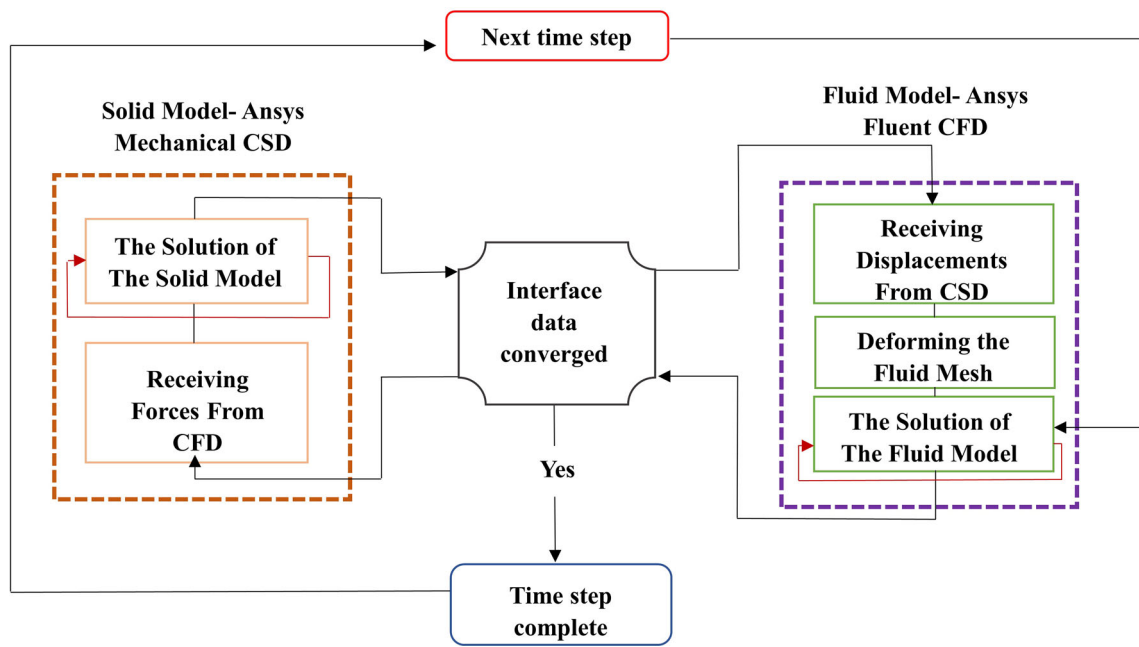 Next time step
Solid Model- Ansys
Mechanical CSD
Fluid Model- Ansys
Fluent CFD
The Solution of
The Solid Model
Receiving
Forces From
CFD
Interface
data
converged
Receiving
Displacements
From CSD
Deforming the
Fluid Mesh
The Solution of
The Fluid Model
Yes
Time step
complete